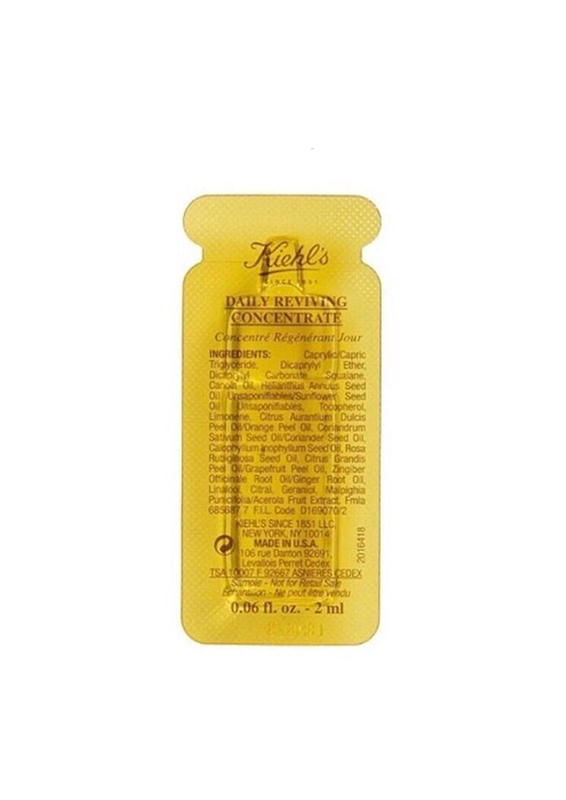 Kiehl's
SINCE 1851
DAILY REVIVING
CONCENTRATE
Concentré Régénérant Jour
INGREDIENTS: Caprylic/Capric
Triglyceride, Dicaprylyl Ether,
Dicaprylyl Carbonate, Squalane,
Canola Oil, Helianthus Annuus Seed
Oil Unsaponifiables/Sunflower Seed
Oil Unsaponifiables, Tocopherol,
Limonene, Citrus Aurantium Dulcis
Peel Oil/Orange Peel Oil, Coriandrum
Sativum Seed Oil/Coriander Seed Oil,
Calophyllum Inophyllum Seed Oil, Rosa
Rubiginosa Seed Oil, Citrus Grandis
Peel Oil/Grapefruit Peel Oil, Zingiber
Officinale Root Oil/Ginger Root Oil,
Linalool, Citral, Geraniol, Malpighia
Punicifolia/Acerola Fruit Extract, Fmla
685687 7 F.I.L. Code D169070/2
KIEHL'S SINCE 1851 LLC.
NEW YORK, NY 10014
MADE IN U.S.A.
106 rue Danton 92691,
Levallois Perret Cedex
TSA 10007 F 92667 ASNIERES CEDEX
Sample - Not for Retail Sale
Échantillon - Ne peut être vendu
0.06 fl. oz. - 2 ml
2016418